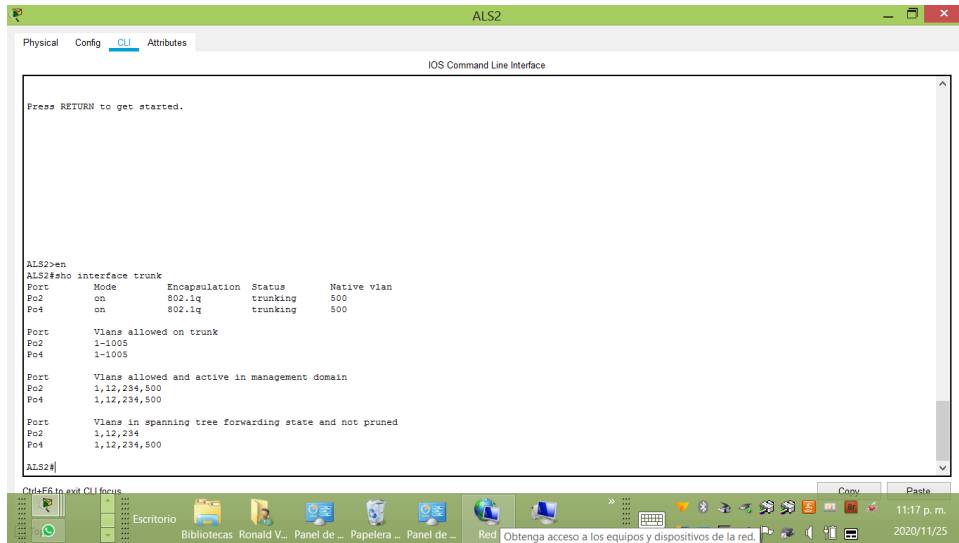 ALS2
Physical Config CLI Attributes
IOS Command Line Interface
Press RETURN to get started.
ALS2>en
ALS2#sho interface trunk
Port Mode Encapsulation Status Native vlan
Po2 on 802.1q trunking 500
Po4 on 802.1q trunking 500
Port Vlans allowed on trunk
Po2 1-1005
Po4 1-1005
Port Vlans allowed and active in management domain
Po2 1,12,234,500
Po4 1,12,234,500
Port Vlans in spanning tree forwarding state and not pruned
Po2 1,12,234
Po4 1,12,234,500
ALS2#
Ctrl+F6 to exit CLI focus
Copy Paste
Escritorio
Bibliotecas Ronald V... Panel de ... Papelera ... Panel de ... Red
Obtenga acceso a los equipos y dispositivos de la red.
11:17 p. m.
2020/11/25